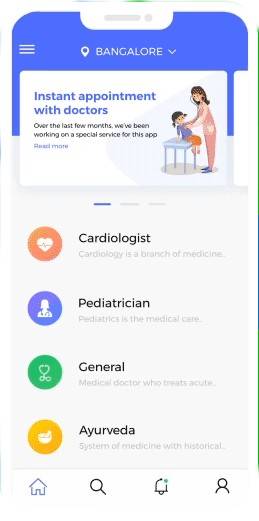 BANGALORE
Instant appointment
with doctors
Over the last few months, we've been
working on a special service for this app
Read more
Cardiologist
Cardiology is a branch of medicine..
Pediatrician
Pediatrics is the medical care..
General
Medical doctor who treats acute..
Ayurveda
System of medicine with historical..